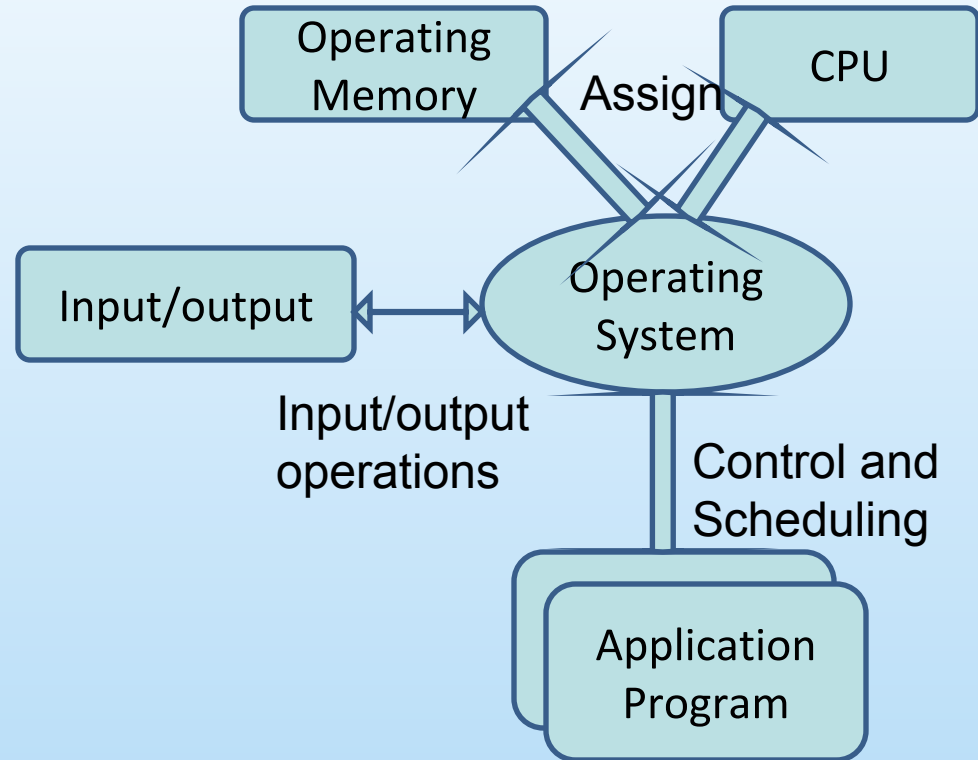 Operating
Memory
Assign
CPU
Input/output
Operating
System
Input/output
operations
Control and
Scheduling
Application
Program